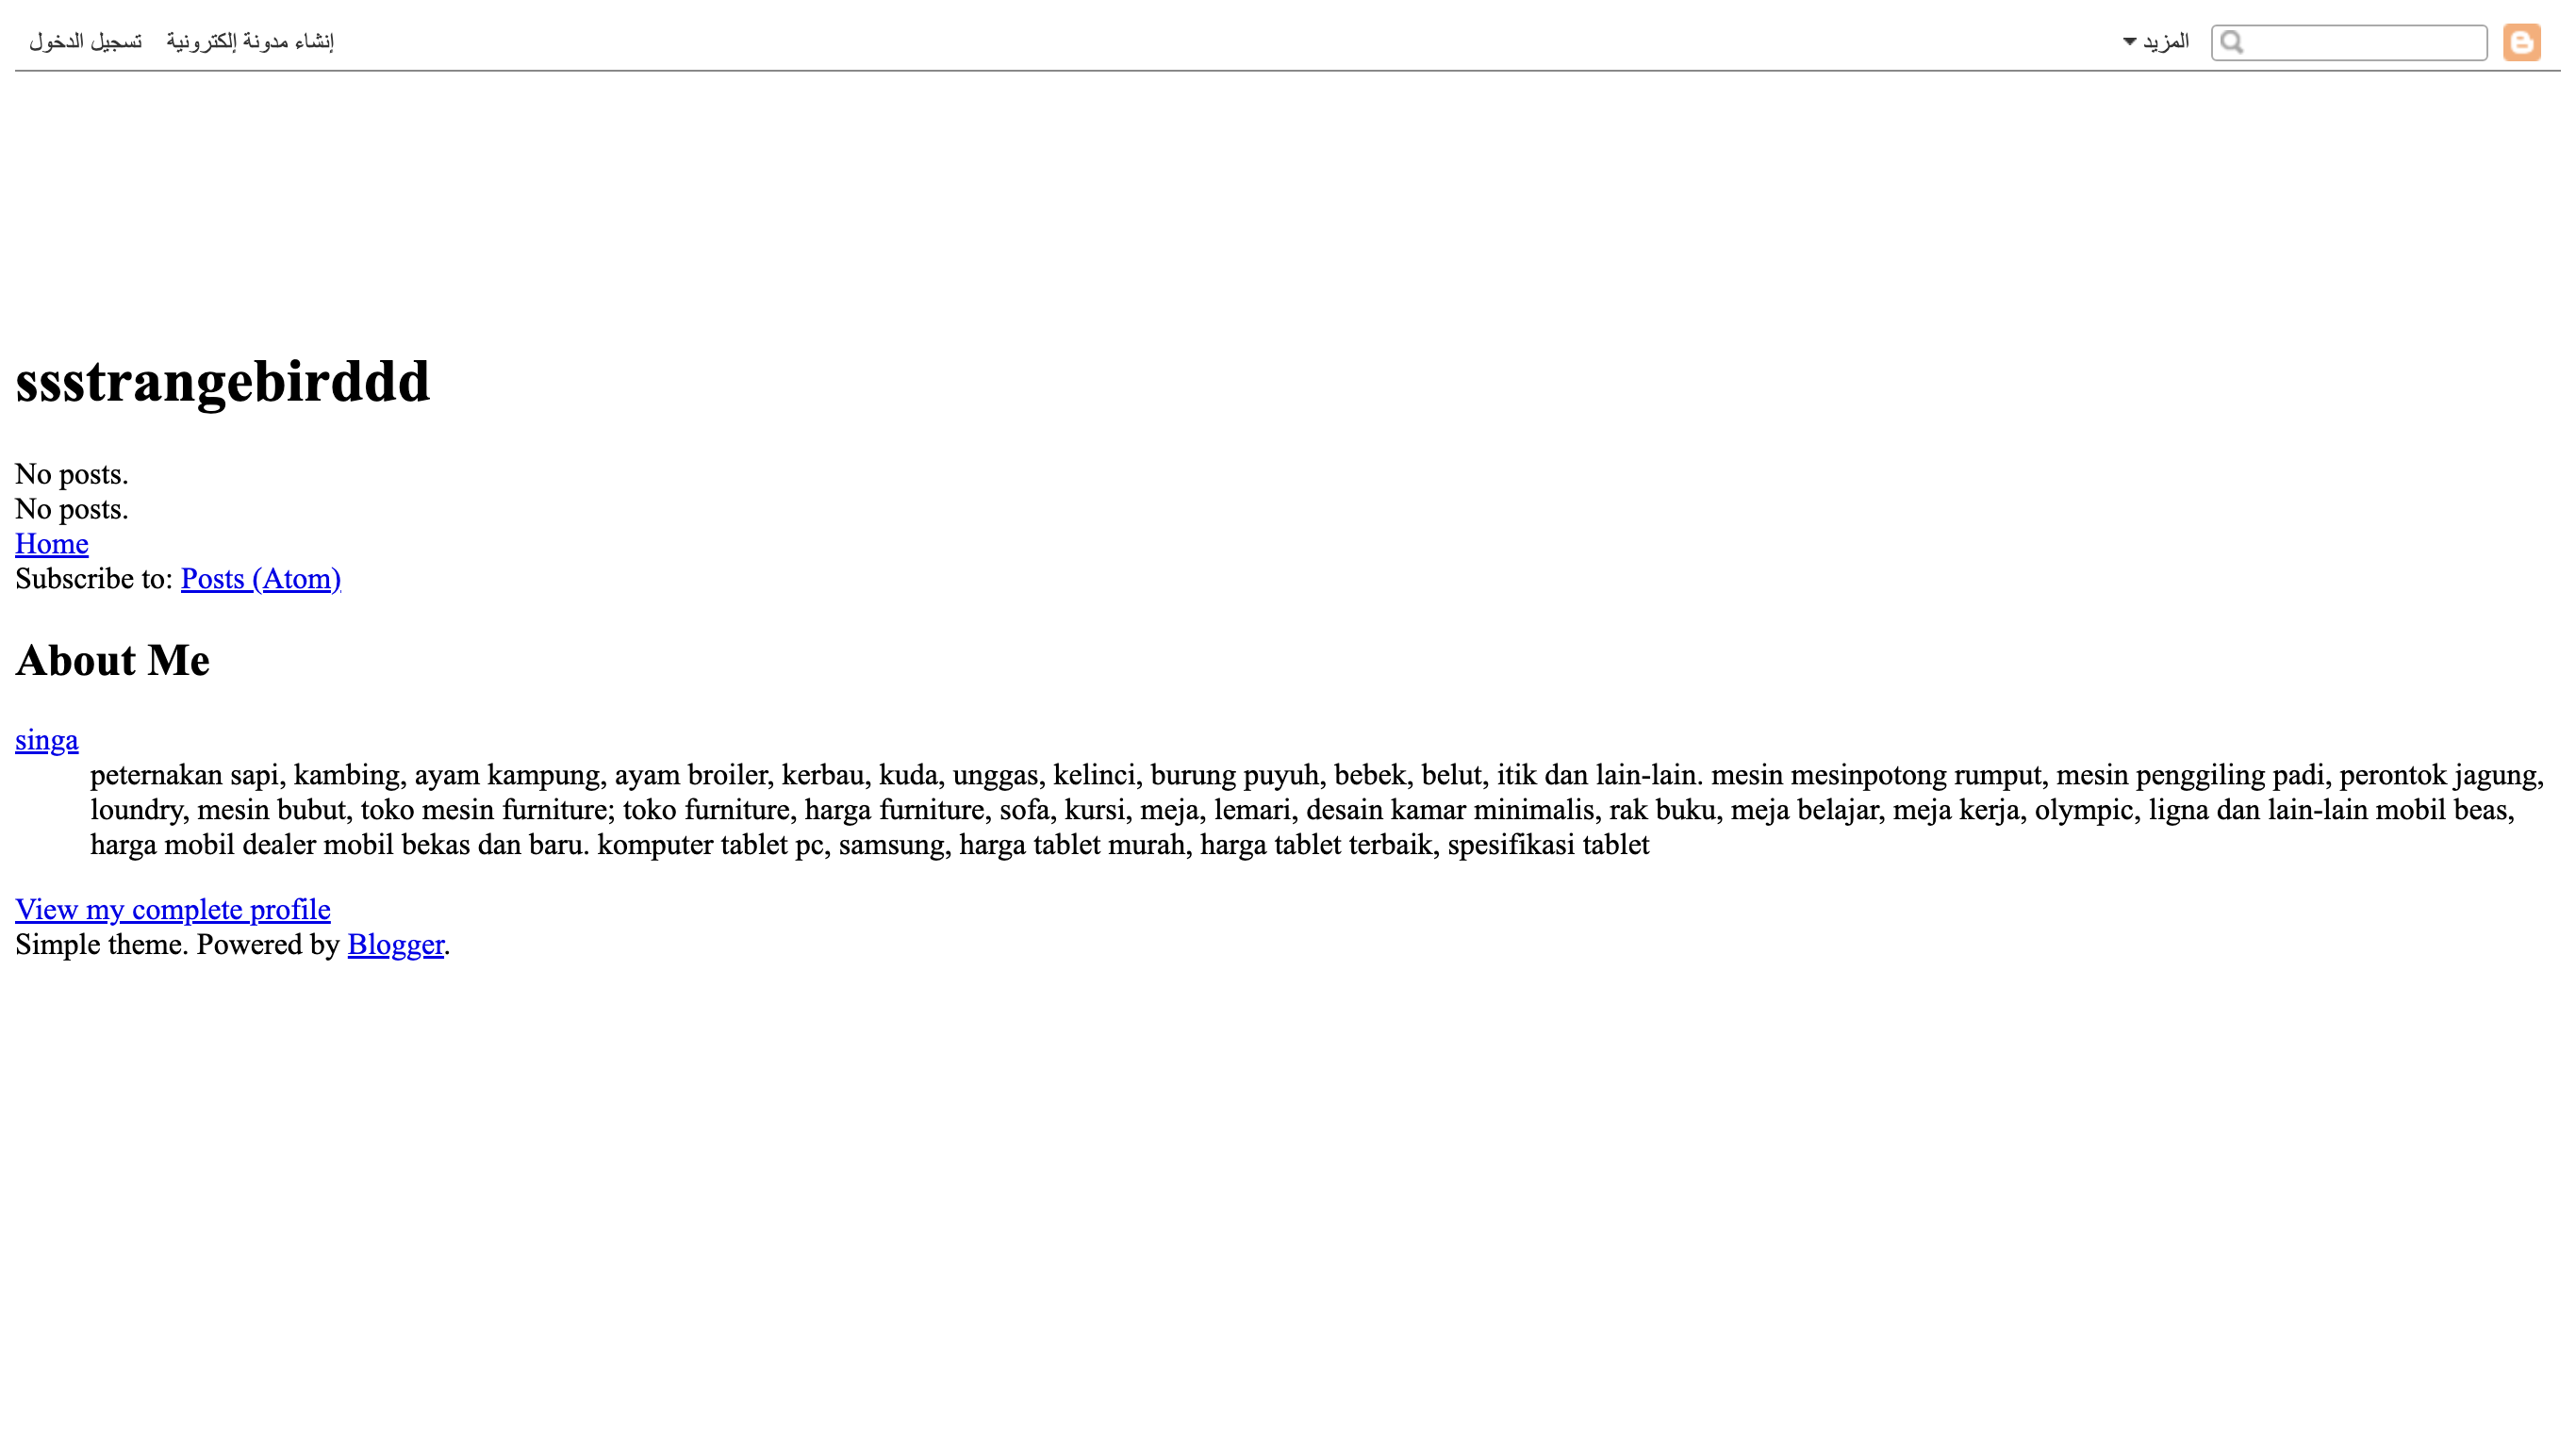 تسجيل الدخول إنشاء مدونة إلكترونية المزيد
ssstrangebirddd
No posts.
No posts.
Home
Subscribe to: Posts (Atom)
About Me
singa
peternakan sapi, kambing, ayam kampung, ayam broiler, kerbau, kuda, unggas, kelinci, burung puyuh, bebek, belut, itik dan lain-lain. mesin mesinpotong rumput, mesin penggiling padi, perontok jagung,
loundry, mesin bubut, toko mesin furniture; toko furniture, harga furniture, sofa, kursi, meja, lemari, desain kamar minimalis, rak buku, meja belajar, meja kerja, olympic, ligna dan lain-lain mobil beas,
harga mobil dealer mobil bekas dan baru. komputer tablet pc, samsung, harga tablet murah, harga tablet terbaik, spesifikasi tablet
View my complete profile
Simple theme. Powered by Blogger.